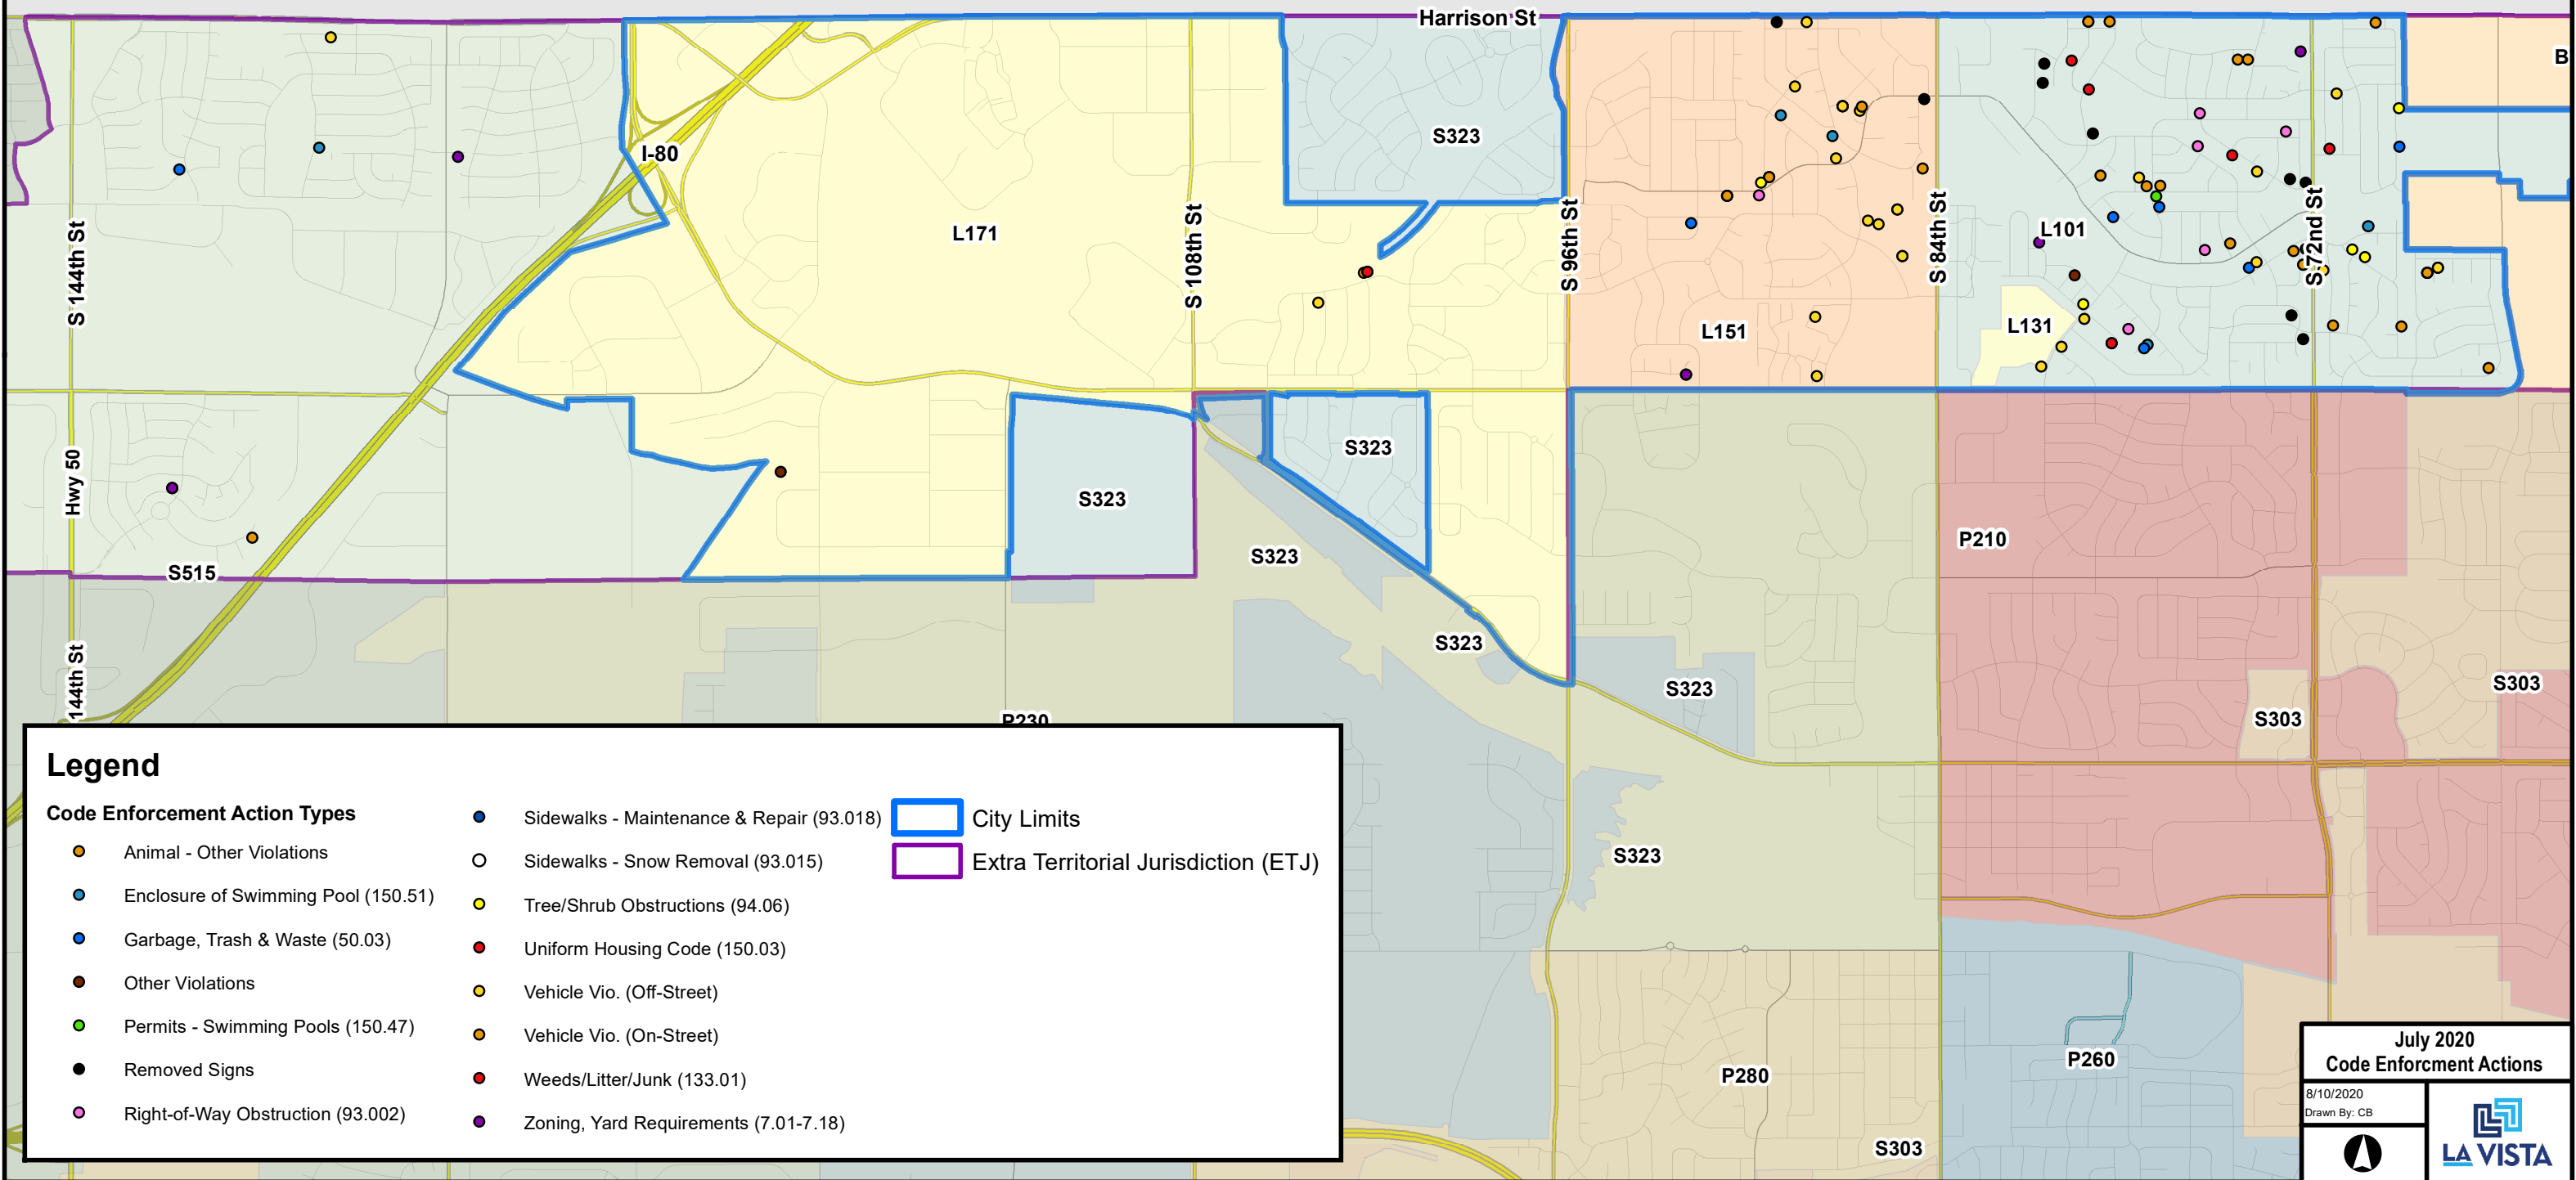 Harrison St
B
S323
I-80
L171
S 144th St
S 108th St
S 96th St
S 84th St
S 72nd St
L101
L131
L151
Hwy 50
S323
S323
S323
S515
P210
S323
S323
S303
S303
144th St
P230
S323
P280
P260
S303
Legend
Code Enforcement Action Types
Animal - Other Violations
Enclosure of Swimming Pool (150.51)
Garbage, Trash & Waste (50.03)
Other Violations
Permits - Swimming Pools (150.47)
Removed Signs
Right-of-Way Obstruction (93.002)
Sidewalks - Maintenance & Repair (93.018)
Sidewalks - Snow Removal (93.015)
Tree/Shrub Obstructions (94.06)
Uniform Housing Code (150.03)
Vehicle Vio. (Off-Street)
Vehicle Vio. (On-Street)
Weeds/Litter/Junk (133.01)
Zoning, Yard Requirements (7.01-7.18)
City Limits
Extra Territorial Jurisdiction (ETJ)
July 2020
Code Enforcment Actions
8/10/2020
Drawn By: CB
LA VISTA